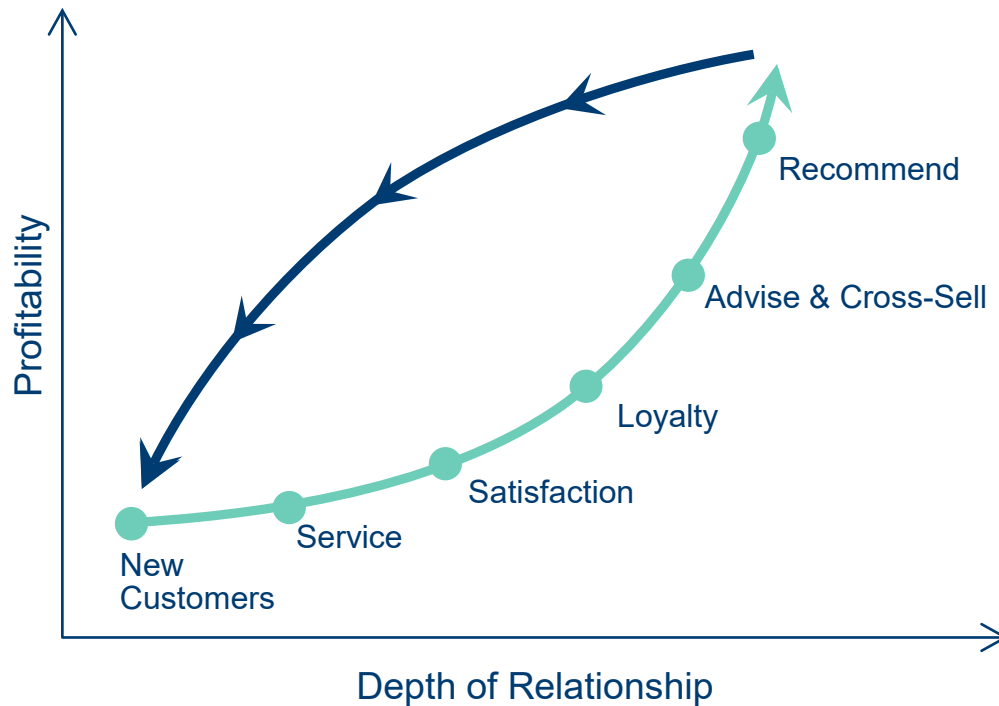 Profitability
Recommend
Advise & Cross-Sell
Loyalty
Satisfaction
Service
New
Customers
Depth of Relationship